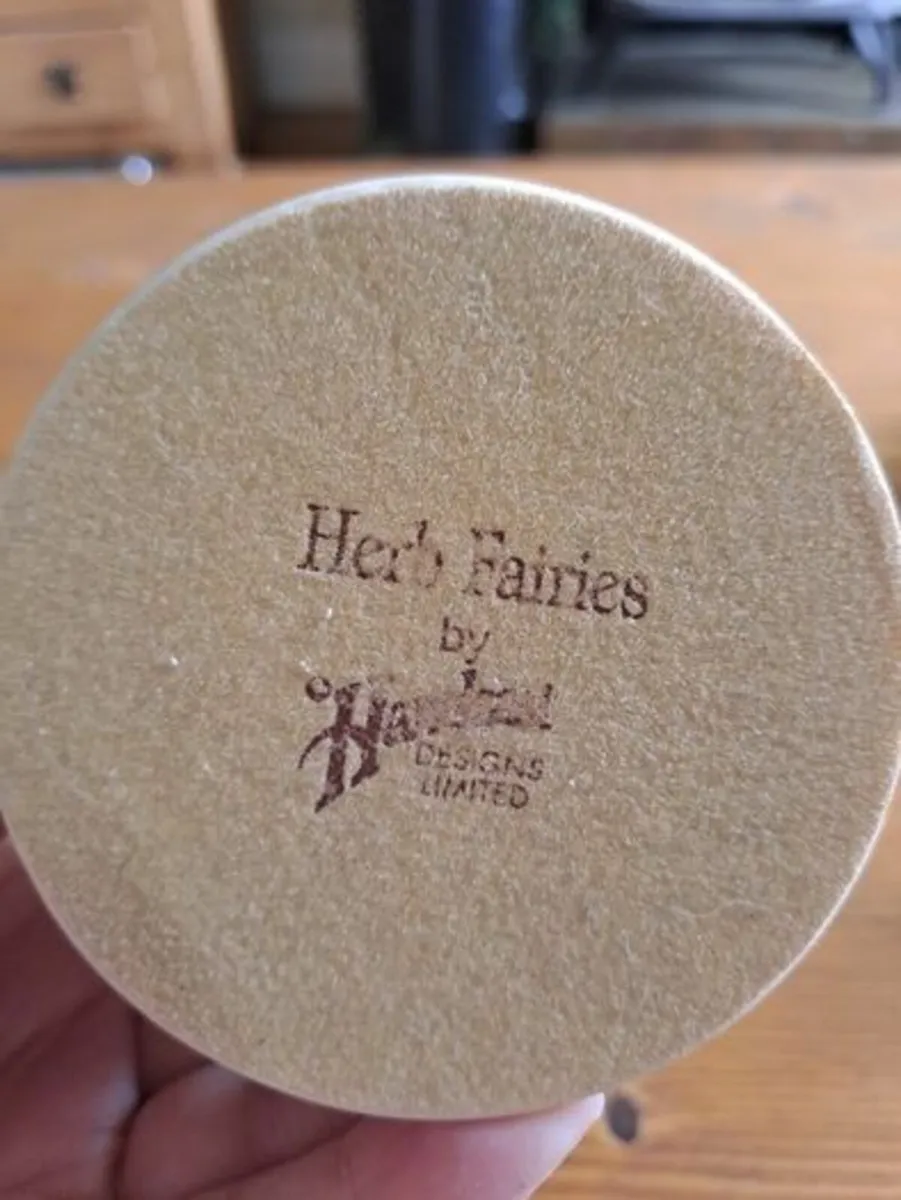 Herb Fairies
by
DESIGNS
LIMITED